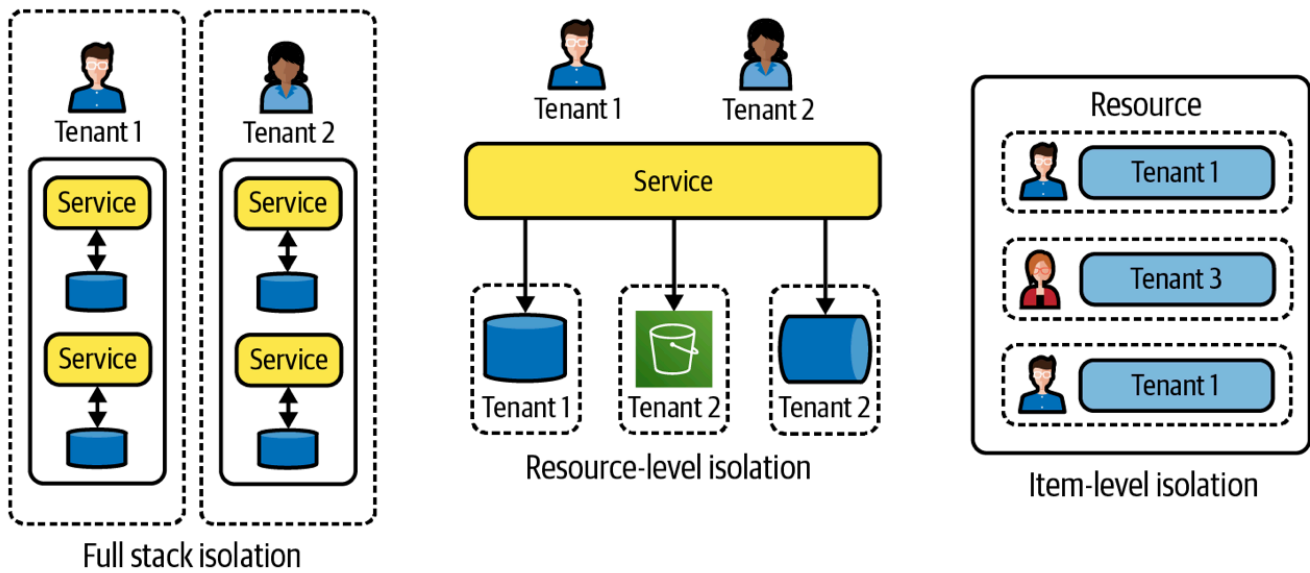 Tenant 1
Tenant 2
Service
Service
Service
Service
Full stack isolation
Tenant 1
Tenant 2
Service
Tenant 1
Tenant 2
Tenant 2
Resource-level isolation
Resource
Tenant 1
Tenant 3
Tenant 1
Item-level isolation